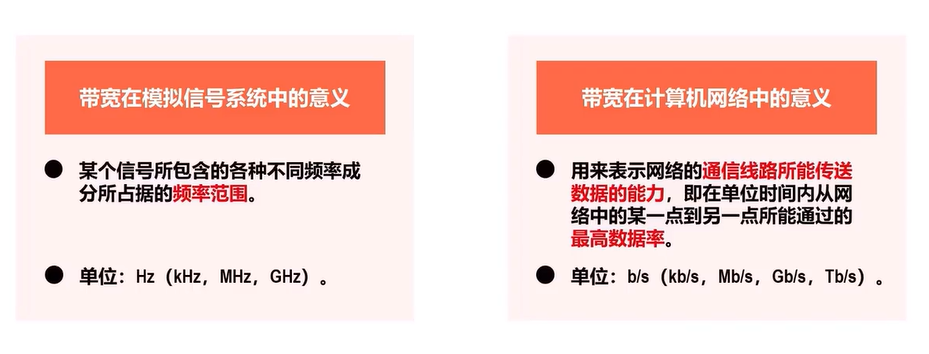 带宽在模拟信号系统中的意义
● 某个信号所包含的各种不同频率成
分所占据的频率范围。
● 单位：Hz（kHz，MHz，GHz）。
带宽在计算机网络中的意义
● 用来表示网络的通信线路所能传送
数据的能力，即在单位时间内从网
络中的某一点到另一点所能通过的
最高数据率。
● 单位：b/s（kb/s，Mb/s，Gb/s，Tb/s）。